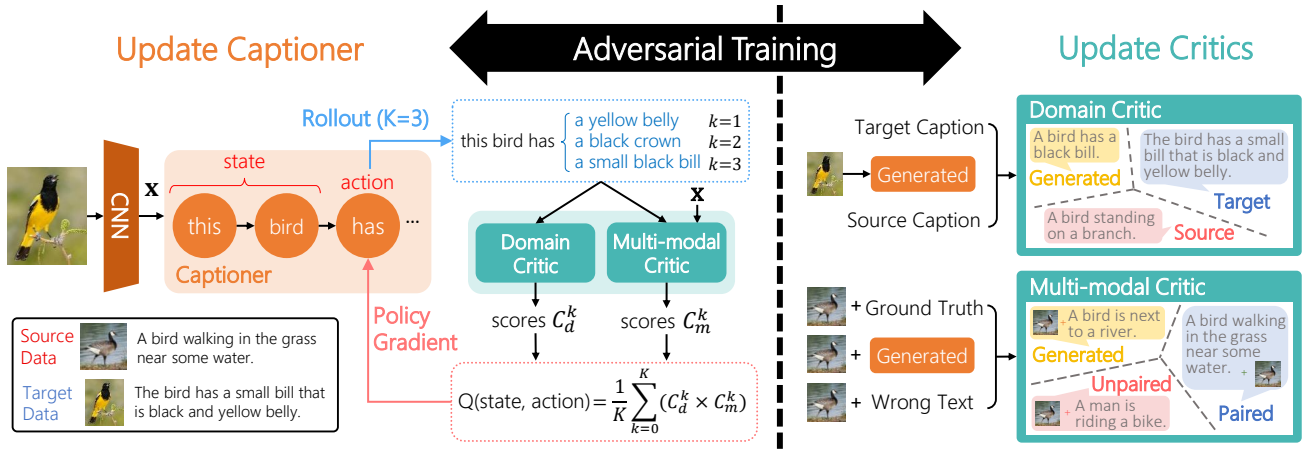 Update Captioner
Adversarial Training
Update Critics
Rollout (K=3)
this bird has
a yellow belly k=1
a black crown k=2
a small black bill k=3
CNN
x
state
action
this
bird
has
...
Captioner
x
Domain
Critic
Multi-modal
Critic
scores C_d^k
scores C_m^k
Policy
Gradient
Q(state, action)= 1/K ∑_{k=0}^{K} (C_d^k × C_m^k)
Source
Data
A bird walking in the grass
near some water.
Target
Data
The bird has a small bill that
is black and yellow belly.
Target Caption
Generated
Source Caption
Domain Critic
A bird has a
black bill.
Generated
The bird has a small
bill that is black and
yellow belly.
Target
A bird standing
on a branch.
Source
+ Ground Truth
+ Generated
+ Wrong Text
Multi-modal Critic
+ A bird is next
to a river.
Generated
A bird walking
in the grass
near some
water.
+
Paired
Unpaired
+ A man is
riding a bike.